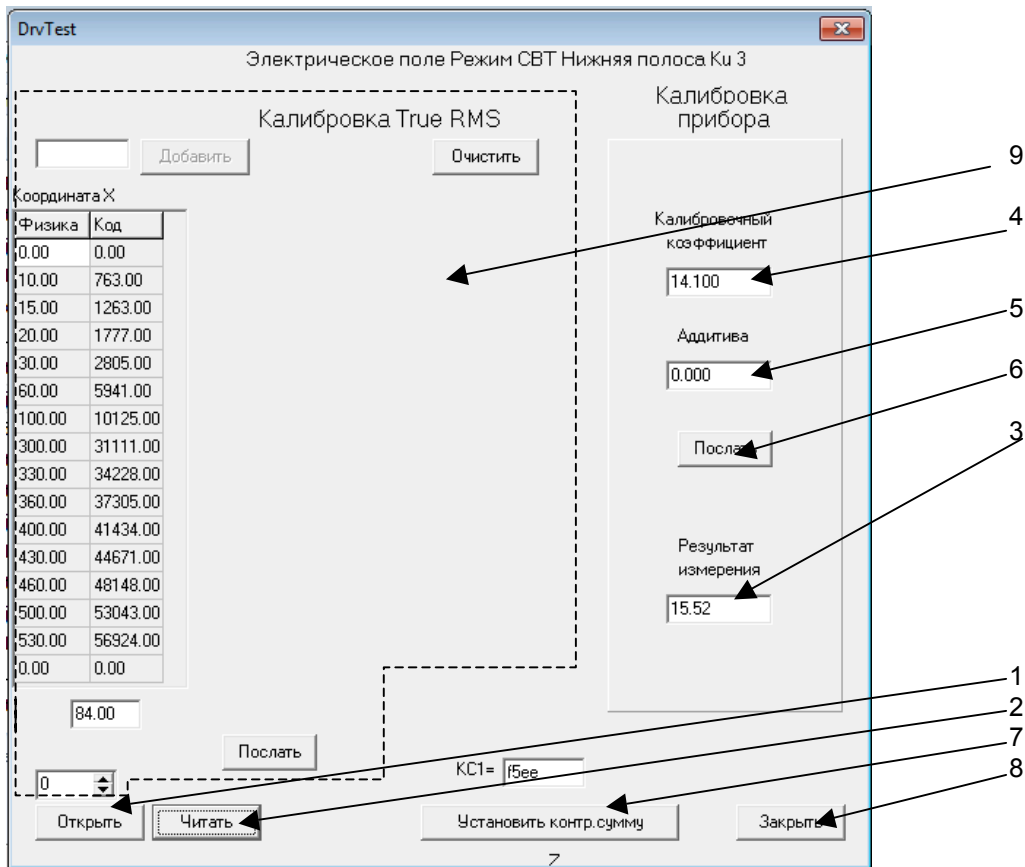 DrvTest
Электрическое поле Режим СВТ Нижняя полоса Ku 3
Калибровка True RMS
Добавить
Очистить
Координата X
Физика Код
0.00 0.00
10.00 763.00
15.00 1263.00
20.00 1777.00
30.00 2805.00
60.00 5941.00
100.00 10125.00
300.00 31111.00
330.00 34228.00
360.00 37305.00
400.00 41434.00
430.00 44671.00
460.00 48148.00
500.00 53043.00
530.00 56924.00
0.00 0.00
84.00
Послать
0
Калибровка
прибора
Калибровочный
коэффициент
14.100
Аддитива
0.000
Послать
Результат
измерения
15.52
KC1= f5ee
Открыть
Читать
Установить контр.сумму
Закрыть
9
4
5
6
3
1
2
7
8